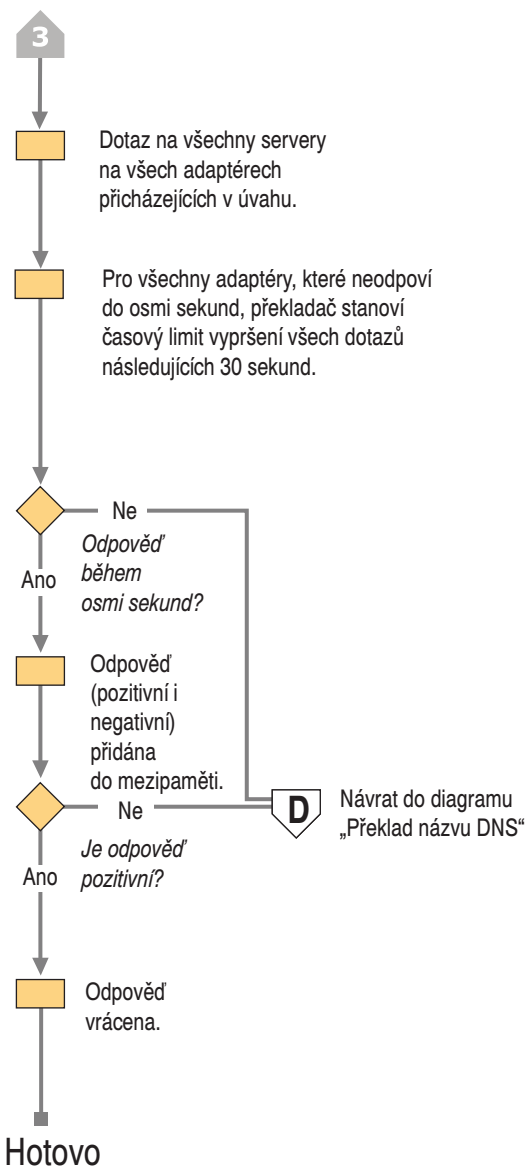 3
Dotaz na všechny servery
na všech adaptérech
přicházejících v úvahu.
Pro všechny adaptéry, které neodpoví
do osmi sekund, překladač stanoví
časový limit vypršení všech dotazů
následujících 30 sekund.
Ne
Odpověď
během
osmi sekund?
Ano
Odpověď
(pozitivní i
negativní)
přidána
do mezipaměti.
Ne
D
Návrat do diagramu
„Překlad názvu DNS“
Je odpověď
pozitivní?
Ano
Odpověď
vrácena.
Hotovo